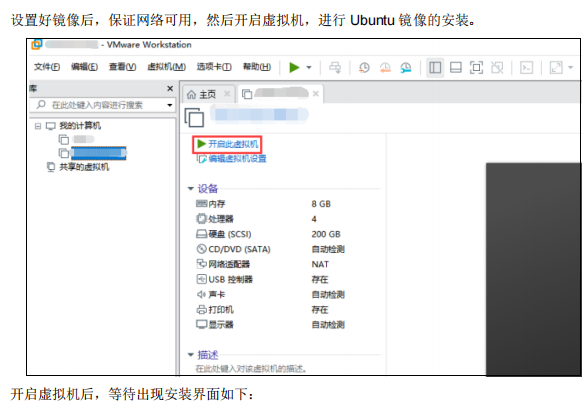 设置好镜像后，保证网络可用，然后开启虚拟机，进行 Ubuntu 镜像的安装。
- VMware Workstation
文件(F) 编辑(E) 查看(V) 虚拟机(M) 选项卡(T) 帮助(H)
库
在此处键入内容进行搜索
我的计算机
共享的虚拟机
主页
开启此虚拟机
编辑虚拟机设置
设备
内存 8 GB
处理器 4
硬盘 (SCSI) 200 GB
CD/DVD (SATA) 自动检测
网络适配器 NAT
USB 控制器 存在
声卡 自动检测
打印机 存在
显示器 自动检测
描述
在此处键入对该虚拟机的描述。
开启虚拟机后，等待出现安装界面如下：